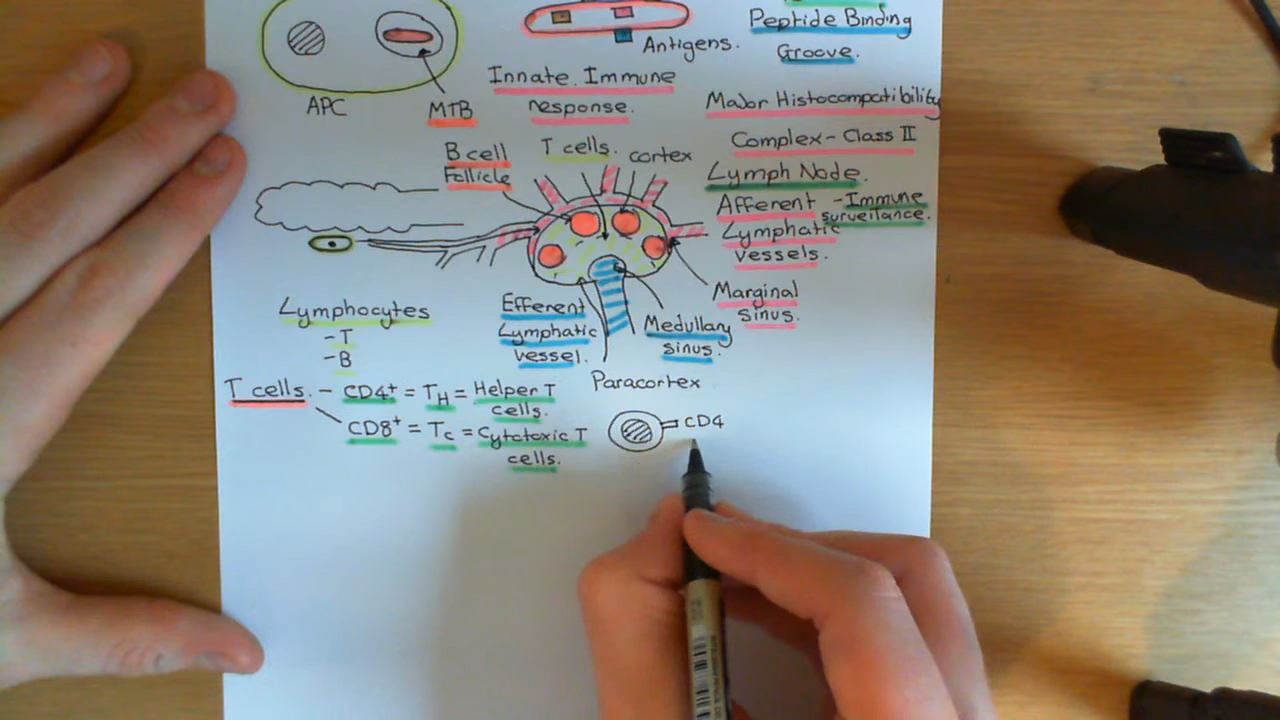 Peptide Binding
Groove.
Antigens.
APC
MTB
Innate Immune
response.
Major Histocompatibility
Complex - Class II
B cell
Follicle
T cells.
cortex
Lymph Node.
Afferent - Immune
surveilance.
Lymphatic
vessels.
Marginal
sinus.
Medullary
sinus.
Efferent
Lymphatic
vessel.
Paracortex
Lymphocytes
- T
- B
T cells. - CD4+ = TH = Helper T
cells.
CD8+ = Tc = Cytotoxic T
cells.
CD4